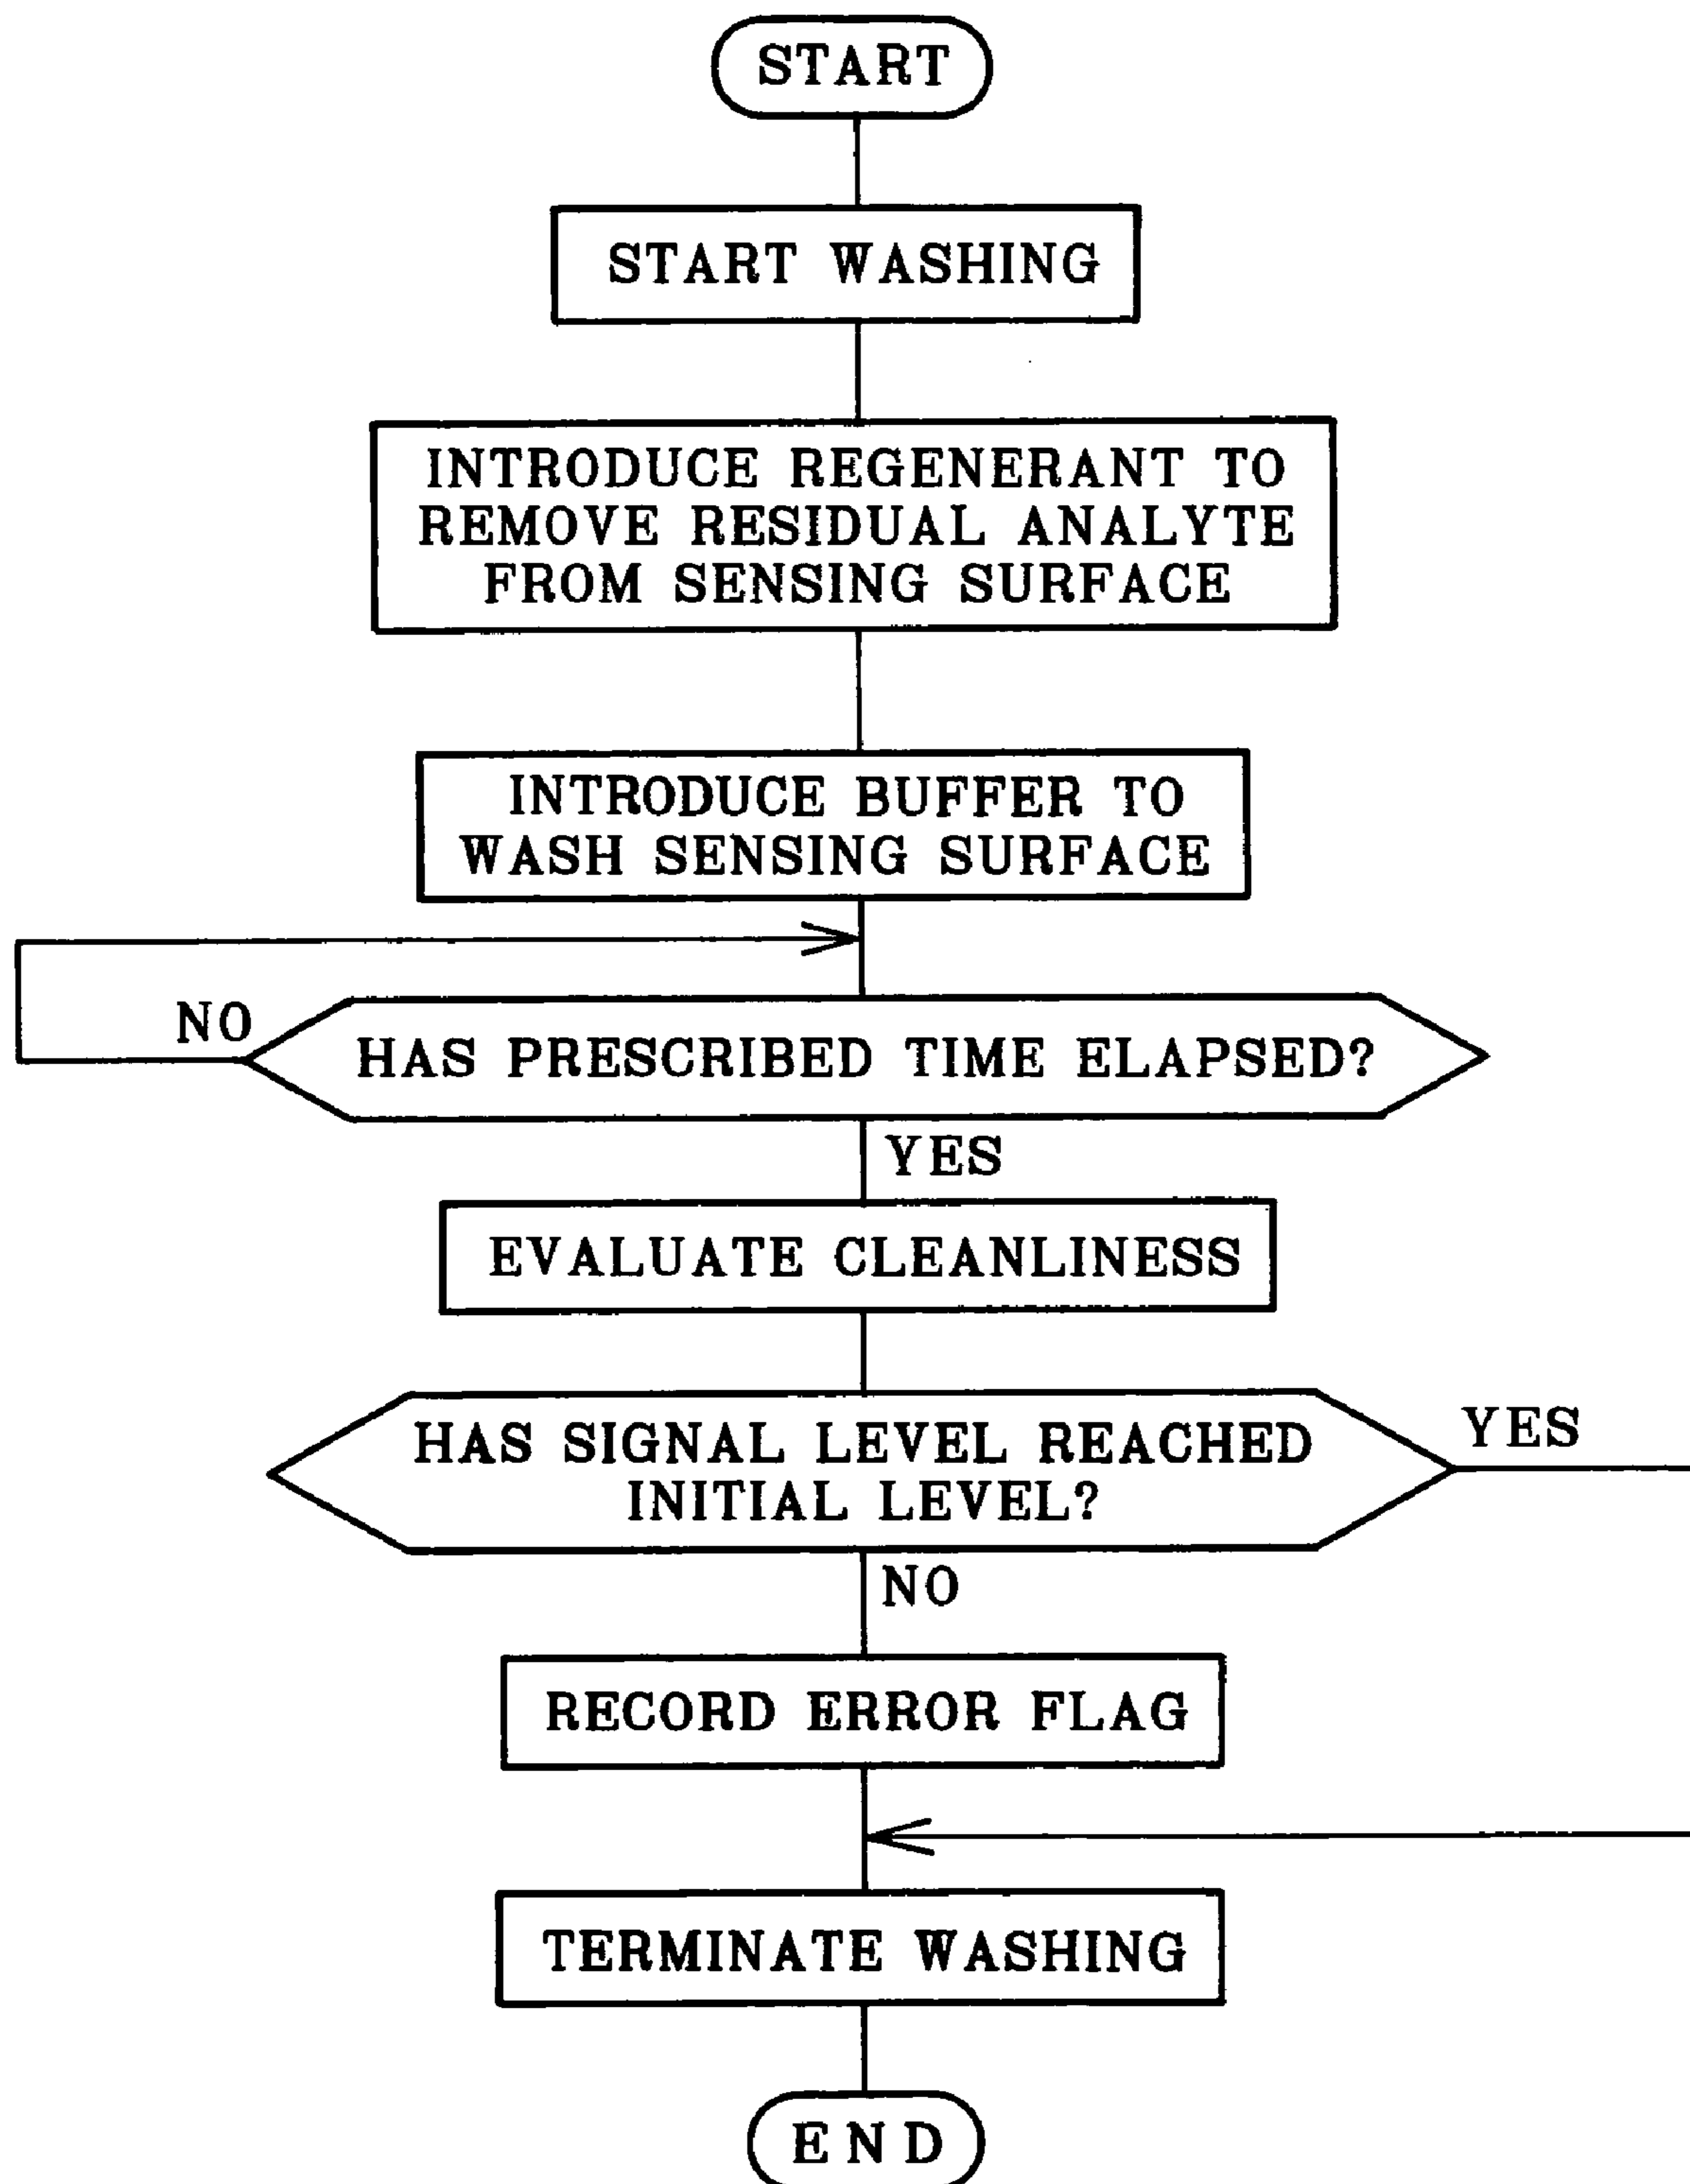 START
START WASHING
INTRODUCE REGENERANT TO
REMOVE RESIDUAL ANALYTE
FROM SENSING SURFACE
INTRODUCE BUFFER TO
WASH SENSING SURFACE
NO
HAS PRESCRIBED TIME ELAPSED?
YES
EVALUATE CLEANLINESS
HAS SIGNAL LEVEL REACHED
INITIAL LEVEL?
YES
NO
RECORD ERROR FLAG
TERMINATE WASHING
END